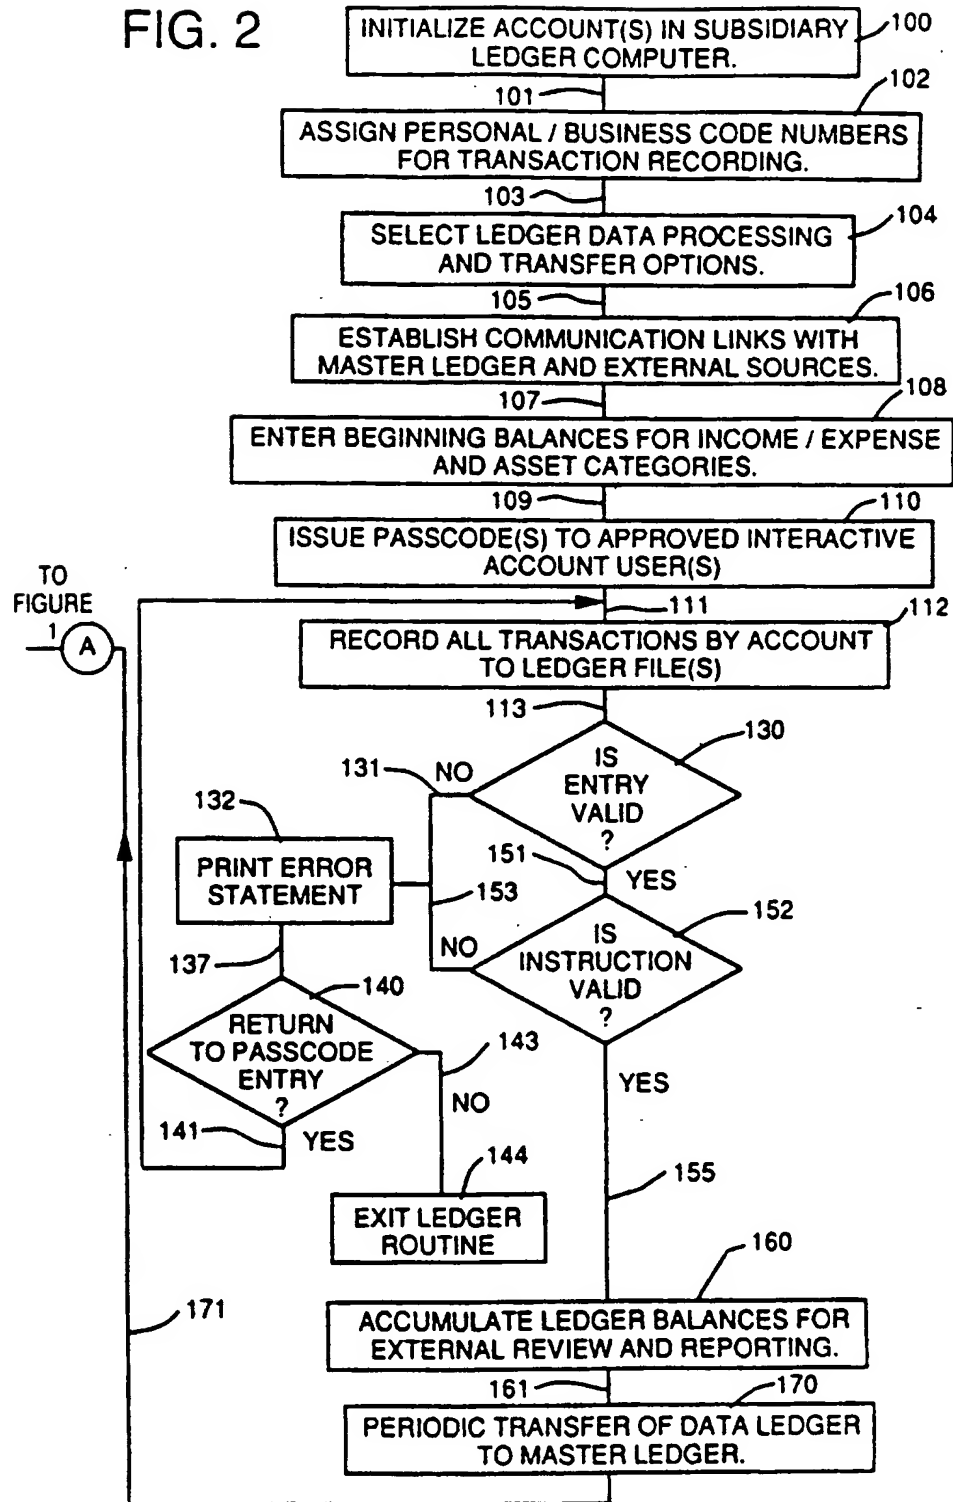 FIG. 2
INITIALIZE ACCOUNT(S) IN SUBSIDIARY
LEDGER COMPUTER.
100
101
102
ASSIGN PERSONAL / BUSINESS CODE NUMBERS
FOR TRANSACTION RECORDING.
103
104
SELECT LEDGER DATA PROCESSING
AND TRANSFER OPTIONS.
105
106
ESTABLISH COMMUNICATION LINKS WITH
MASTER LEDGER AND EXTERNAL SOURCES.
107
108
ENTER BEGINNING BALANCES FOR INCOME / EXPENSE
AND ASSET CATEGORIES.
109
110
ISSUE PASSCODE(S) TO APPROVED INTERACTIVE
ACCOUNT USER(S)
TO
FIGURE
1
A
111
112
RECORD ALL TRANSACTIONS BY ACCOUNT
TO LEDGER FILE(S)
113
130
IS
ENTRY
VALID
?
131
NO
132
PRINT ERROR
STATEMENT
151
YES
153
152
NO
IS
INSTRUCTION
VALID
?
137
140
RETURN
TO PASSCODE
ENTRY
?
143
NO
YES
141
YES
144
EXIT LEDGER
ROUTINE
155
160
171
ACCUMULATE LEDGER BALANCES FOR
EXTERNAL REVIEW AND REPORTING.
161
170
PERIODIC TRANSFER OF DATA LEDGER
TO MASTER LEDGER.